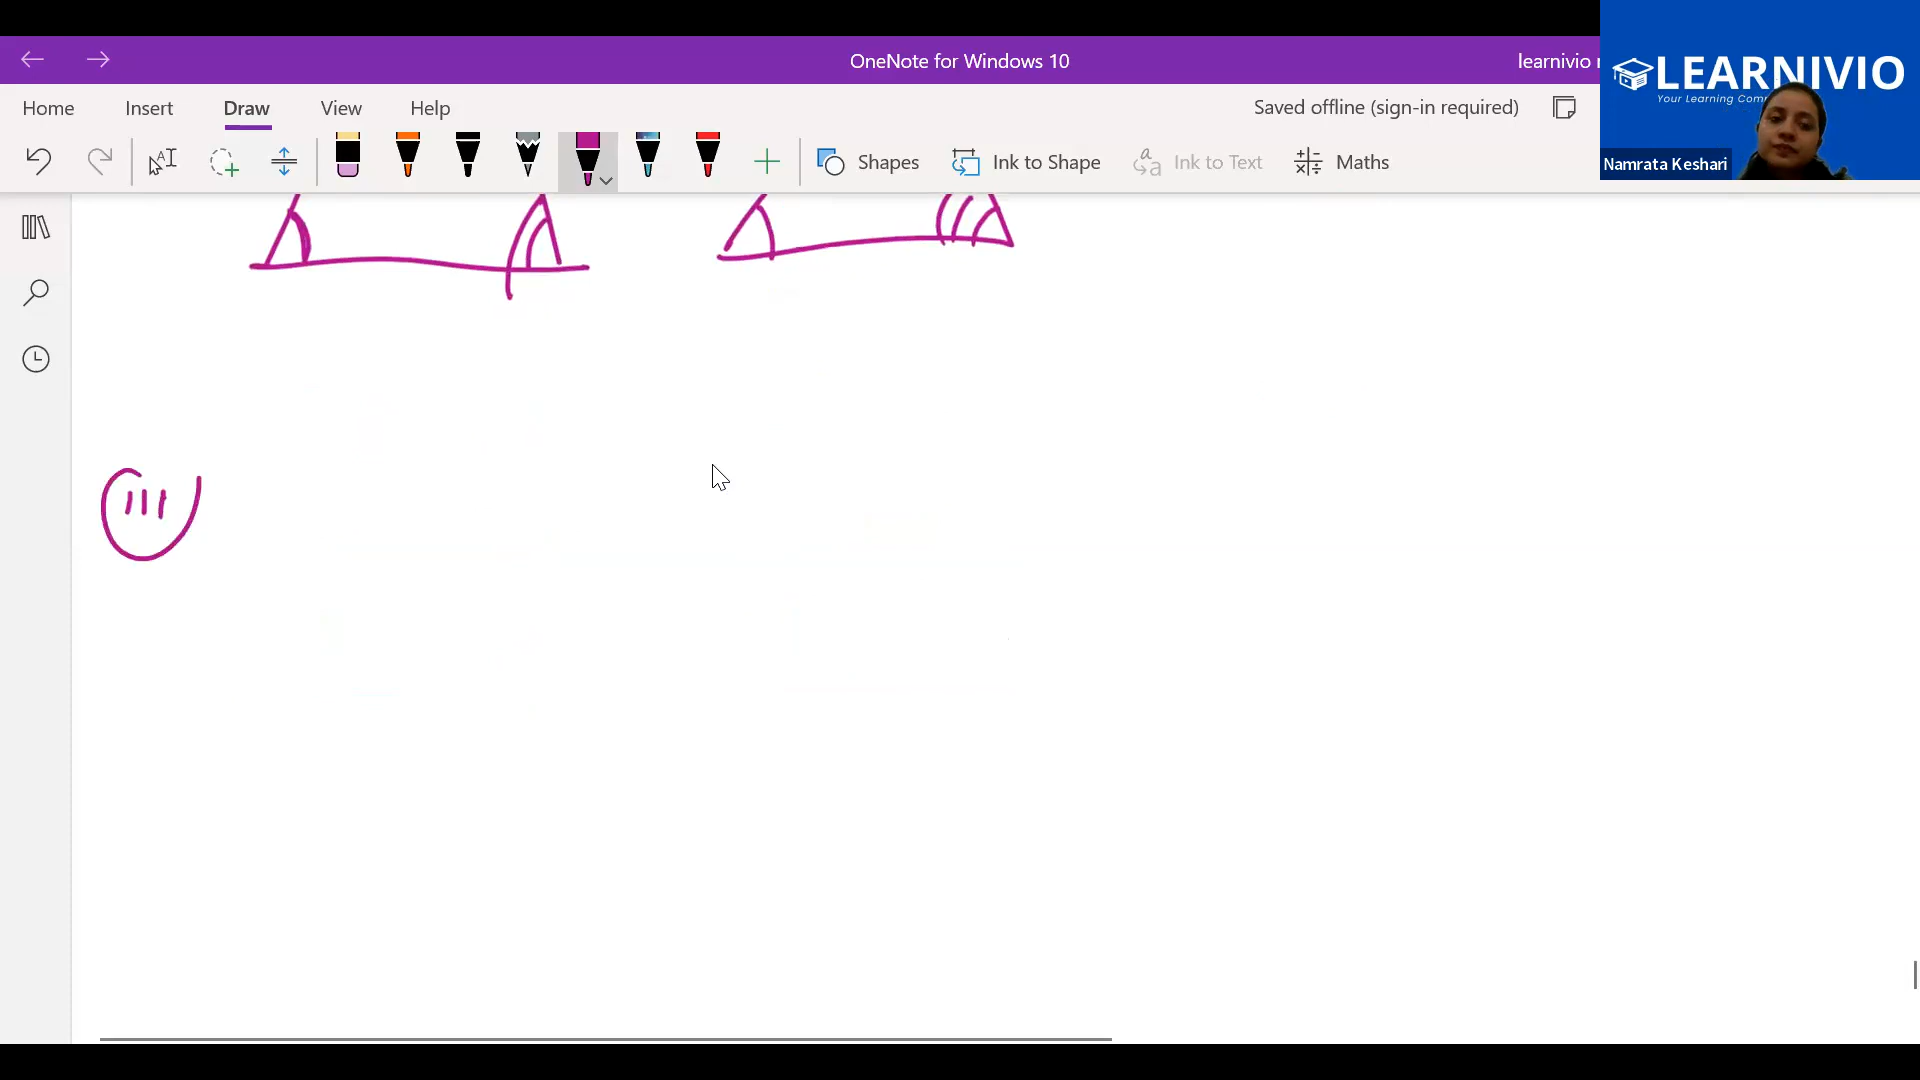 OneNote for Windows 10
learnivio
LEARNIVIO
Your Learning Com
Namrata Keshari
Home Insert Draw View Help
Saved offline (sign-in required)
Shapes Ink to Shape Ink to Text Maths
III